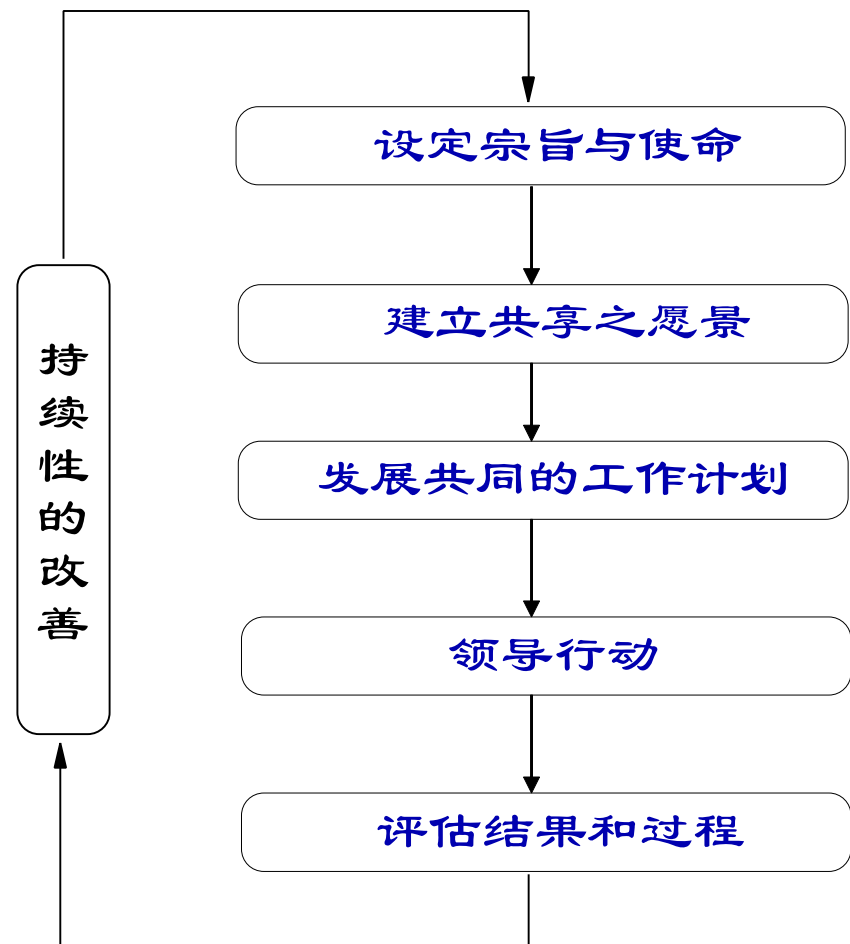 设定宗旨与使命
建立共享之愿景
持续性的改善
发展共同的工作计划
领导行动
评估结果和过程